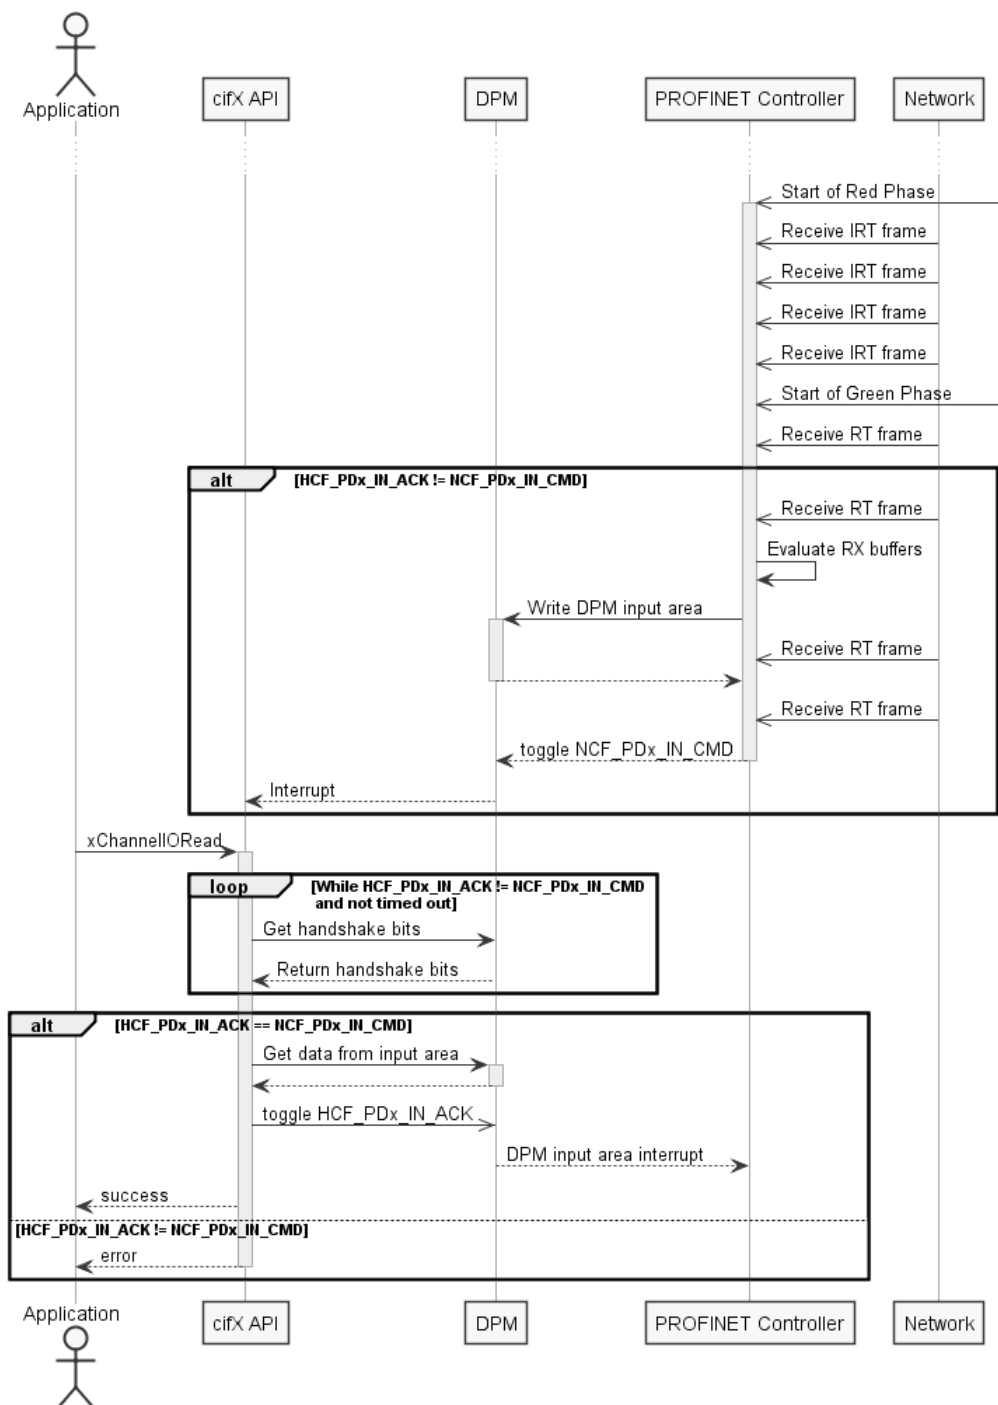 Application
cifX API
DPM
PROFINET Controller
Network
Start of Red Phase
Receive IRT frame
Receive IRT frame
Receive IRT frame
Receive IRT frame
Start of Green Phase
Receive RT frame
alt
[HCF_PDx_IN_ACK != NCF_PDx_IN_CMD]
Receive RT frame
Evaluate RX buffers
Write DPM input area
Receive RT frame
Receive RT frame
toggle NCF_PDx_IN_CMD
Interrupt
xChannelIORead
loop
[While HCF_PDx_IN_ACK != NCF_PDx_IN_CMD
and not timed out]
Get handshake bits
Return handshake bits
alt
[HCF_PDx_IN_ACK == NCF_PDx_IN_CMD]
Get data from input area
toggle HCF_PDx_IN_ACK
DPM input area interrupt
success
[HCF_PDx_IN_ACK != NCF_PDx_IN_CMD]
error
Application
cifX API
DPM
PROFINET Controller
Network